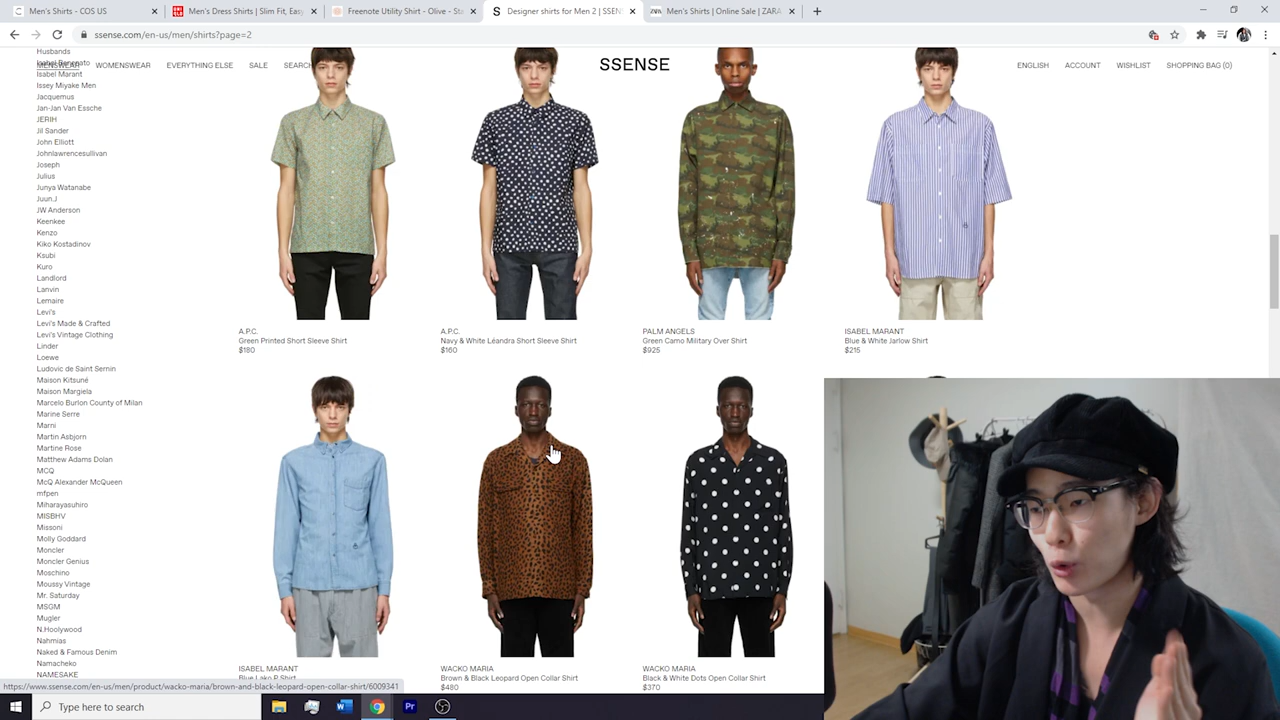 Men's Shirts - COS US
Men's Dress Shirts | Slim Fit, Easy
Freenote Utility Shirt - Olive - Sta
Designer shirts for Men 2 | SSEN
Men's Shirts | Online Sale | ZARA
ssense.com/en-us/men/shirts?page=2
MENSWEAR
WOMENSWEAR
EVERYTHING ELSE
SALE
SEARCH
SSENSE
ENGLISH
ACCOUNT
WISHLIST
SHOPPING BAG (0)
Husbands
Isabel Benenato
Isabel Marant
Issey Miyake Men
Jacquemus
Jan-Jan Van Essche
JERIH
Jil Sander
John Elliott
Johnlawrencesullivan
Joseph
Julius
Junya Watanabe
Juun.J
JW Anderson
Keenkee
Kenzo
Kiko Kostadinov
Ksubi
Kuro
Landlord
Lanvin
Lemaire
Levi's
Levi's Made & Crafted
Levi's Vintage Clothing
Linder
Loewe
Ludovic de Saint Sernin
Maison Kitsuné
Maison Margiela
Marcelo Burlon County of Milan
Marine Serre
Marni
Martin Asbjorn
Martine Rose
Matthew Adams Dolan
MCQ
McQ Alexander McQueen
mfpen
Miharayasuhiro
MISBHV
Missoni
Molly Goddard
Moncler
Moncler Genius
Moschino
Moussy Vintage
Mr. Saturday
MSGM
Mugler
N.Hoolywood
Nahmias
Naked & Famous Denim
Namacheko
NAMESAKE
A.P.C.
Green Printed Short Sleeve Shirt
$180
A.P.C.
Navy & White Léandra Short Sleeve Shirt
$160
PALM ANGELS
Green Camo Military Over Shirt
$925
ISABEL MARANT
Blue & White Jarlow Shirt
$215
ISABEL MARANT
Blue Lako P Shirt
WACKO MARIA
Brown & Black Leopard Open Collar Shirt
$480
WACKO MARIA
Black & White Dots Open Collar Shirt
$370
https://www.ssense.com/en-us/men/product/wacko-maria/brown-and-black-leopard-open-collar-shirt/6009341
Type here to search